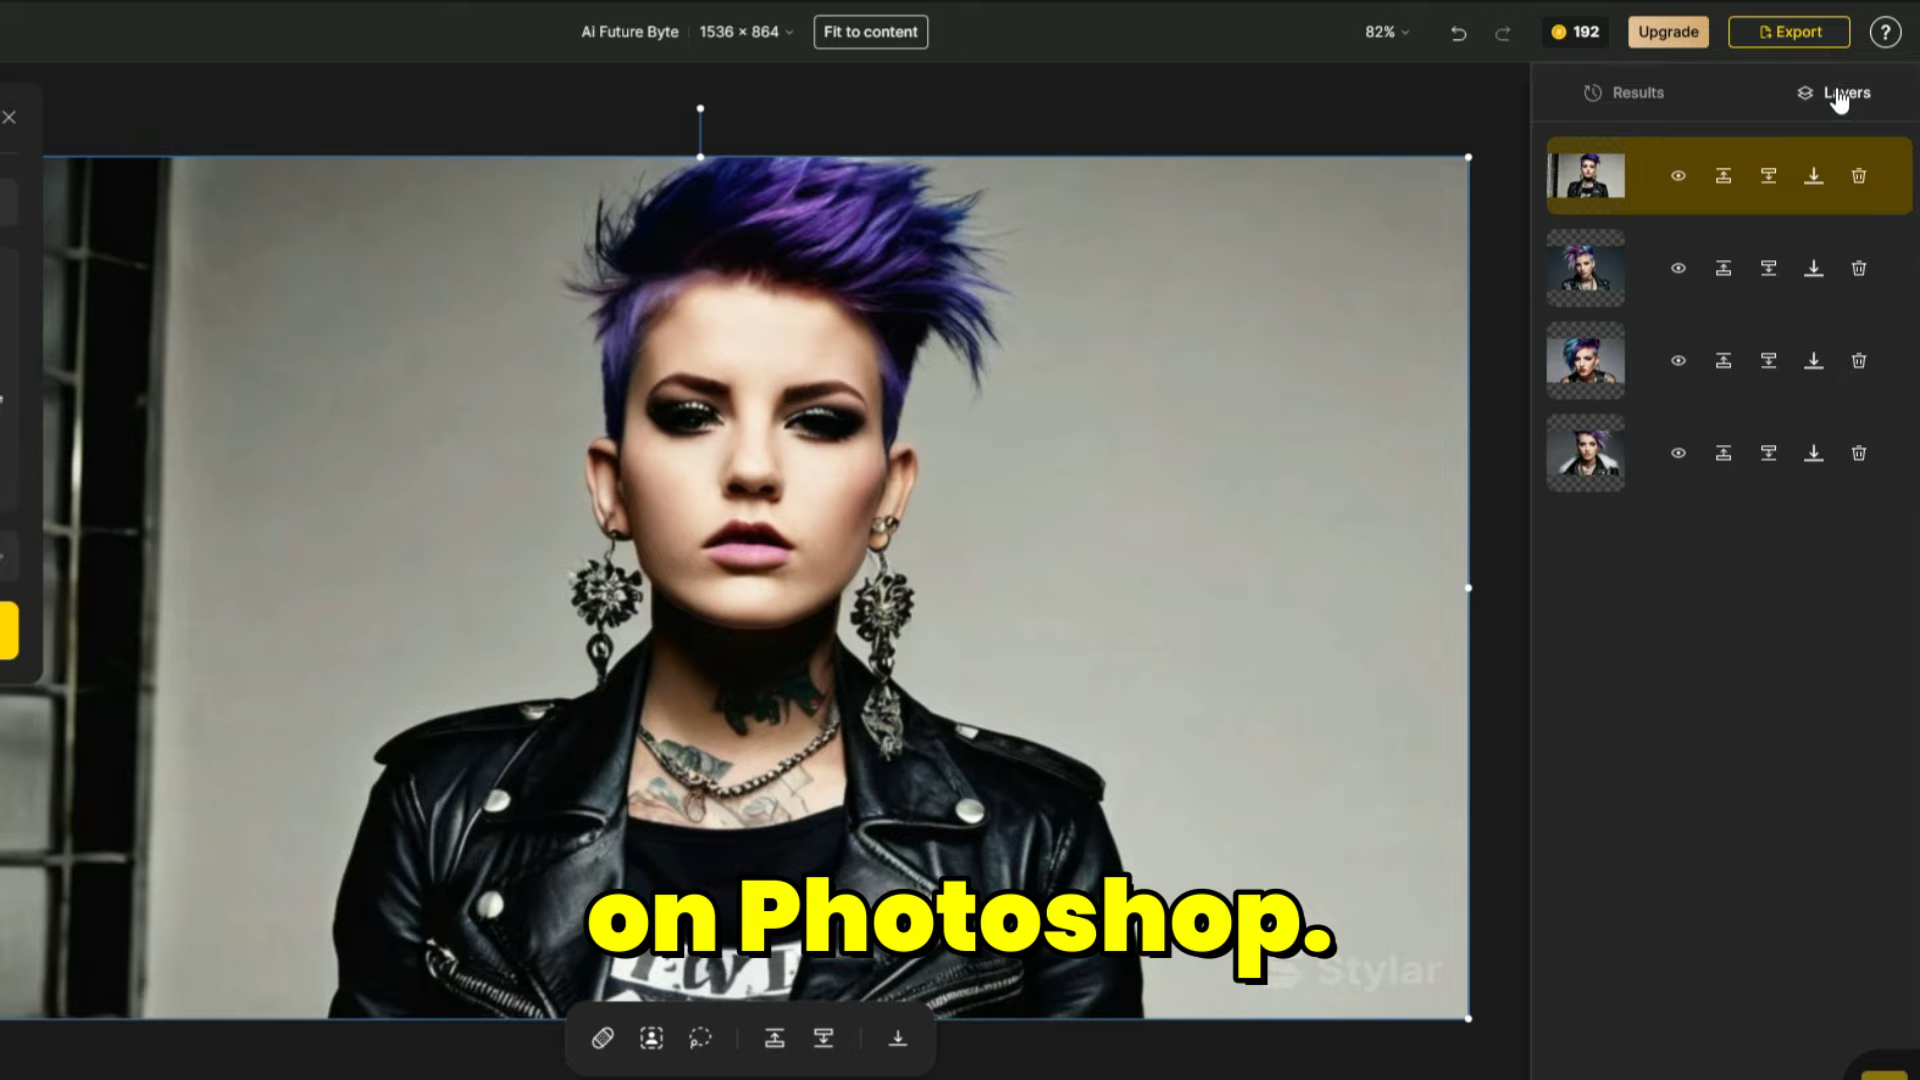 Ai Future Byte 1536 × 864 Fit to content 82% 192 Upgrade Export ?
Results Layers
on Photoshop.
Stylar